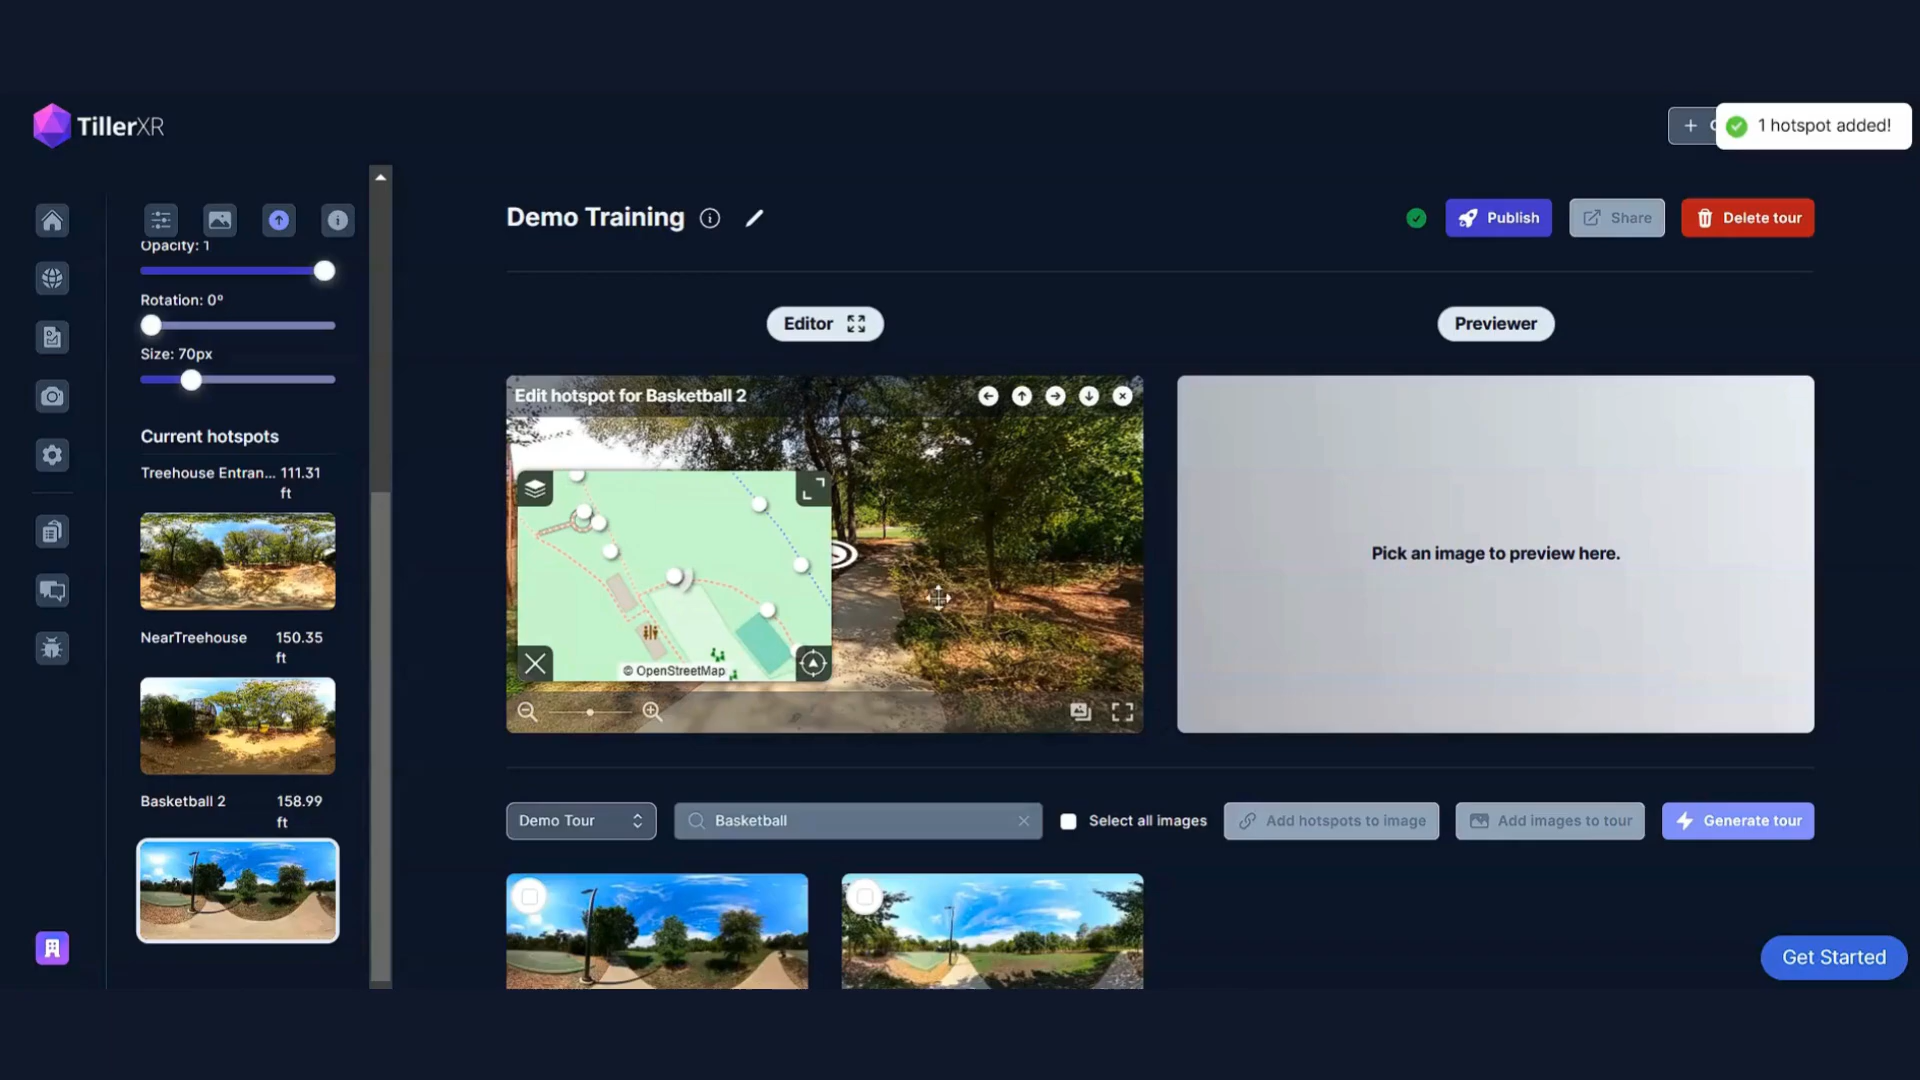 TillerXR
1 hotspot added!
Demo Training
Publish
Share
Delete tour
Opacity: 1
Rotation: 0º
Size: 70px
Current hotspots
Treehouse Entran... 111.31
ft
NearTreehouse 150.35
ft
Basketball 2 158.99
ft
Editor
Previewer
Edit hotspot for Basketball 2
© OpenStreetMap
Pick an image to preview here.
Demo Tour
Basketball
Select all images
Add hotspots to image
Add images to tour
Generate tour
Get Started